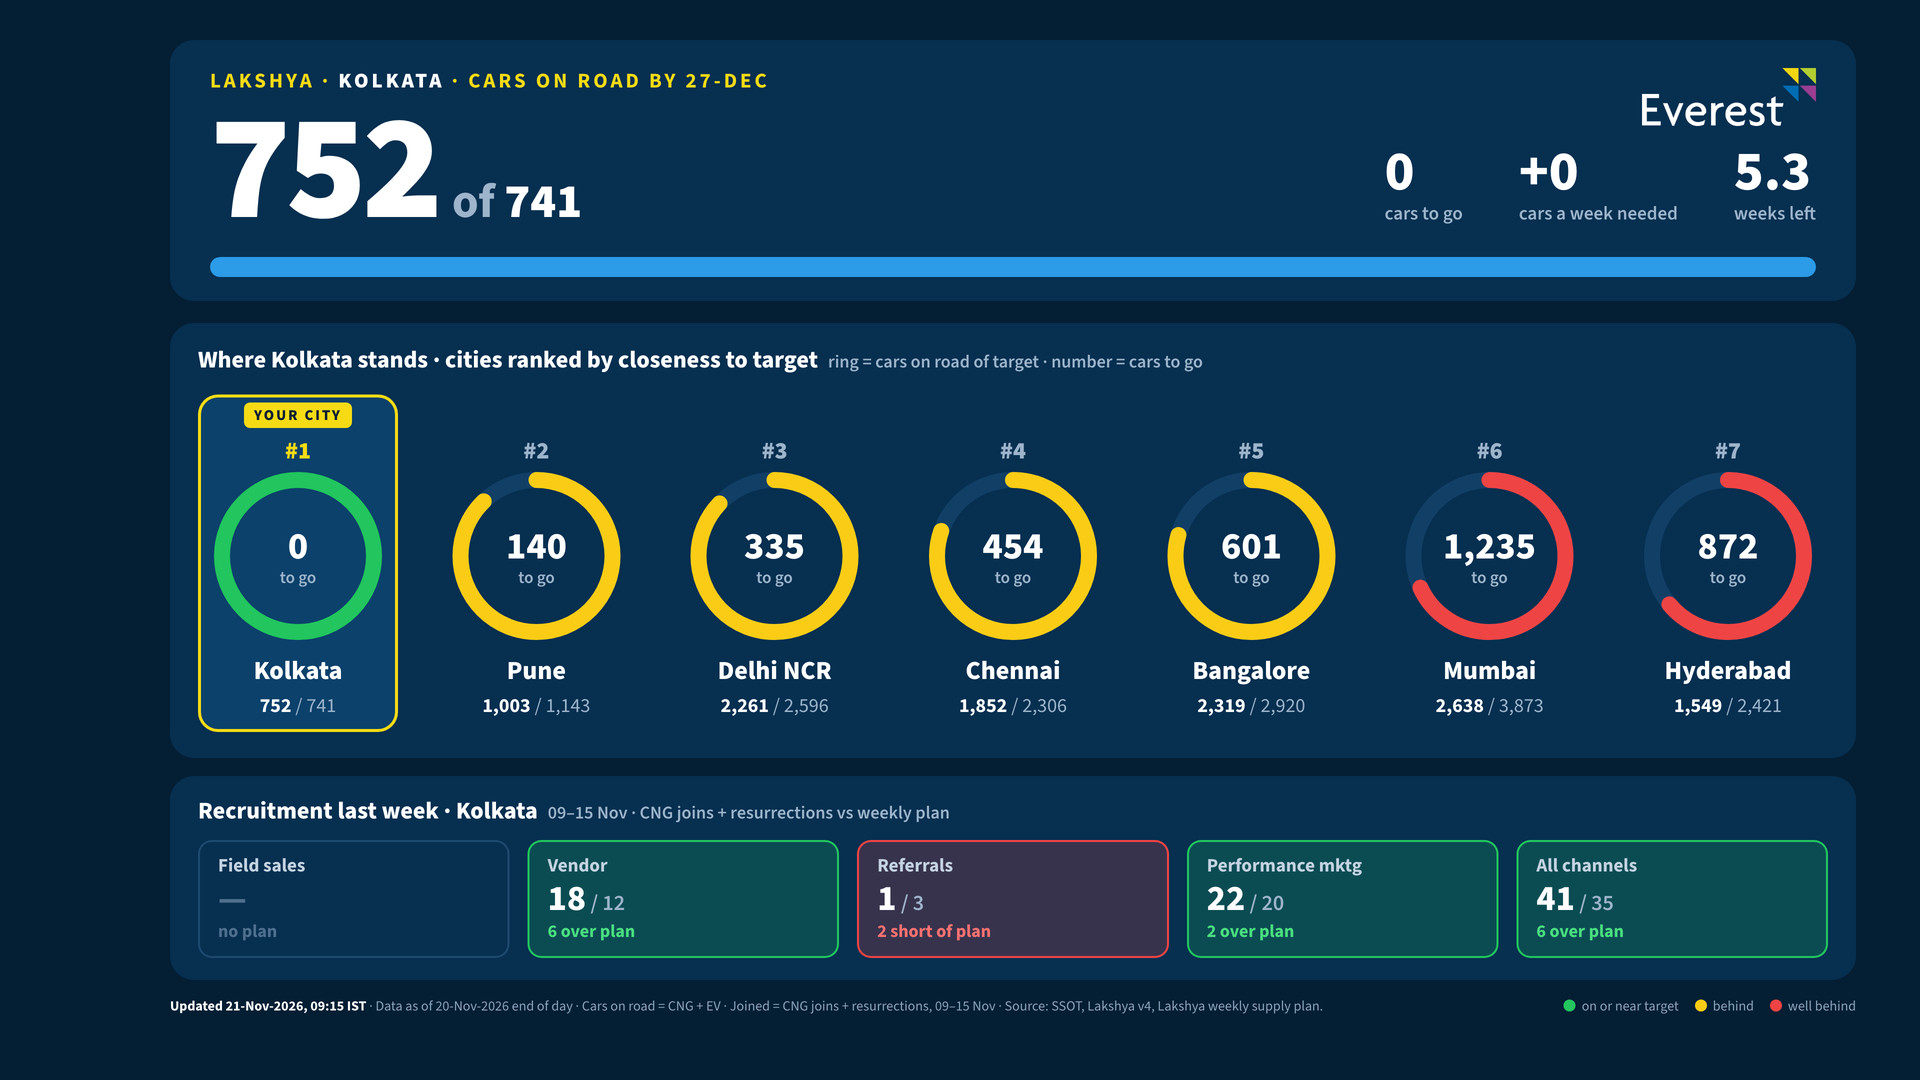 LAKSHYA · KOLKATA · CARS ON ROAD BY 27-DEC
Everest
752 of 741
0
cars to go
+0
cars a week needed
5.3
weeks left
Where Kolkata stands · cities ranked by closeness to target ring = cars on road of target · number = cars to go
YOUR CITY
#1
0
to go
Kolkata
752 / 741
#2
140
to go
Pune
1,003 / 1,143
#3
335
to go
Delhi NCR
2,261 / 2,596
#4
454
to go
Chennai
1,852 / 2,306
#5
601
to go
Bangalore
2,319 / 2,920
#6
1,235
to go
Mumbai
2,638 / 3,873
#7
872
to go
Hyderabad
1,549 / 2,421
Recruitment last week · Kolkata 09–15 Nov · CNG joins + resurrections vs weekly plan
Field sales
—
no plan
Vendor
18 / 12
6 over plan
Referrals
1 / 3
2 short of plan
Performance mktg
22 / 20
2 over plan
All channels
41 / 35
6 over plan
Updated 21-Nov-2026, 09:15 IST · Data as of 20-Nov-2026 end of day · Cars on road = CNG + EV · Joined = CNG joins + resurrections, 09–15 Nov · Source: SSOT, Lakshya v4, Lakshya weekly supply plan.
on or near target
behind
well behind